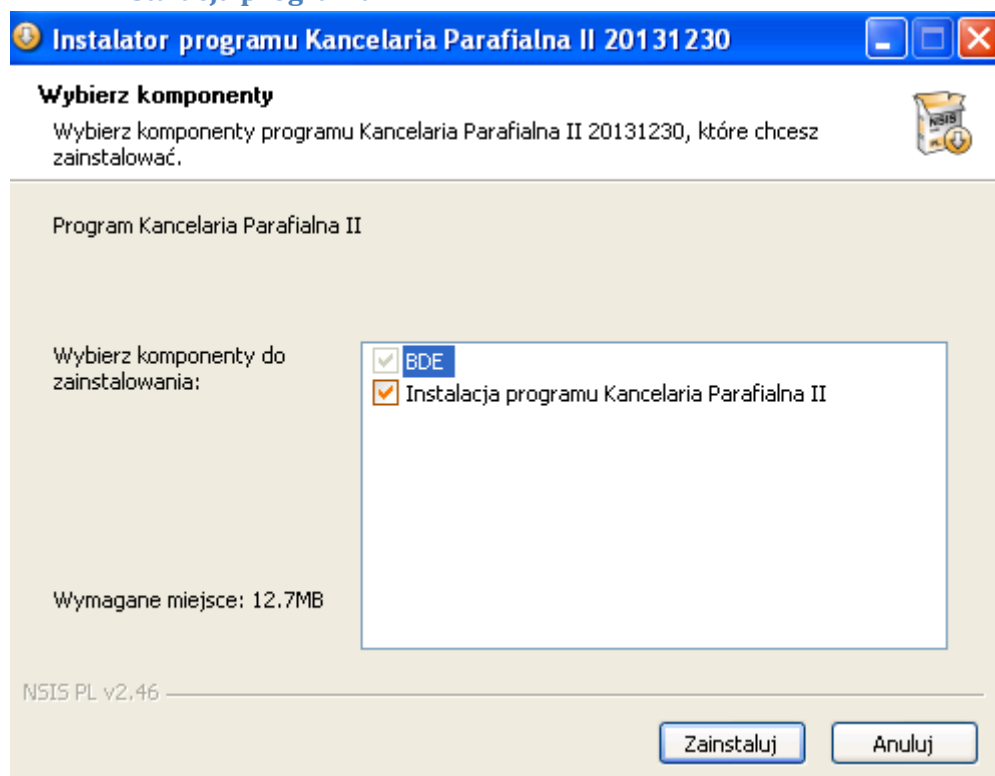 Instalator programu Kancelaria Parafialna II 20131230
Wybierz komponenty
Wybierz komponenty programu Kancelaria Parafialna II 20131230, które chcesz
zainstalować.
NSIS
Program Kancelaria Parafialna II
Wybierz komponenty do
zainstalowania:
BDE
Instalacja programu Kancelaria Parafialna II
Wymagane miejsce: 12.7MB
NSIS PL v2.46
Zainstaluj
Anuluj